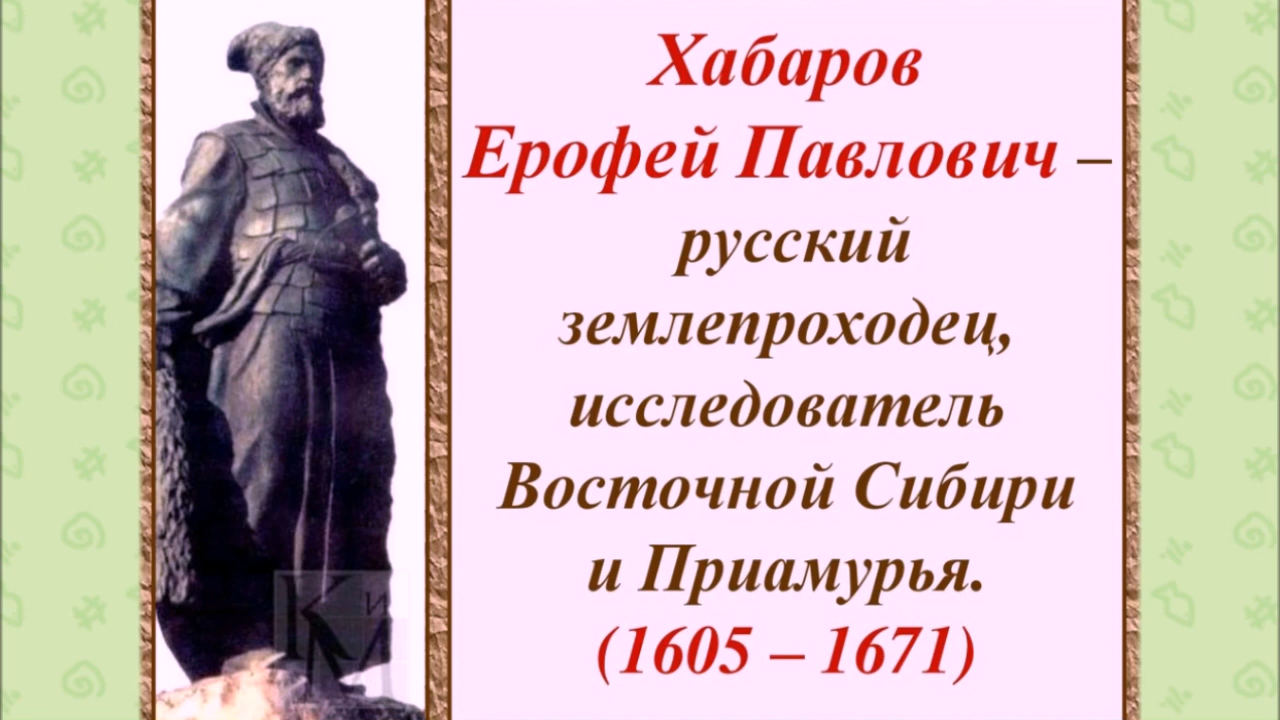 Хабаров
Ерофей Павлович –
русский
землепроходец,
исследователь
Восточной Сибири
и Приамурья.
(1605 – 1671)